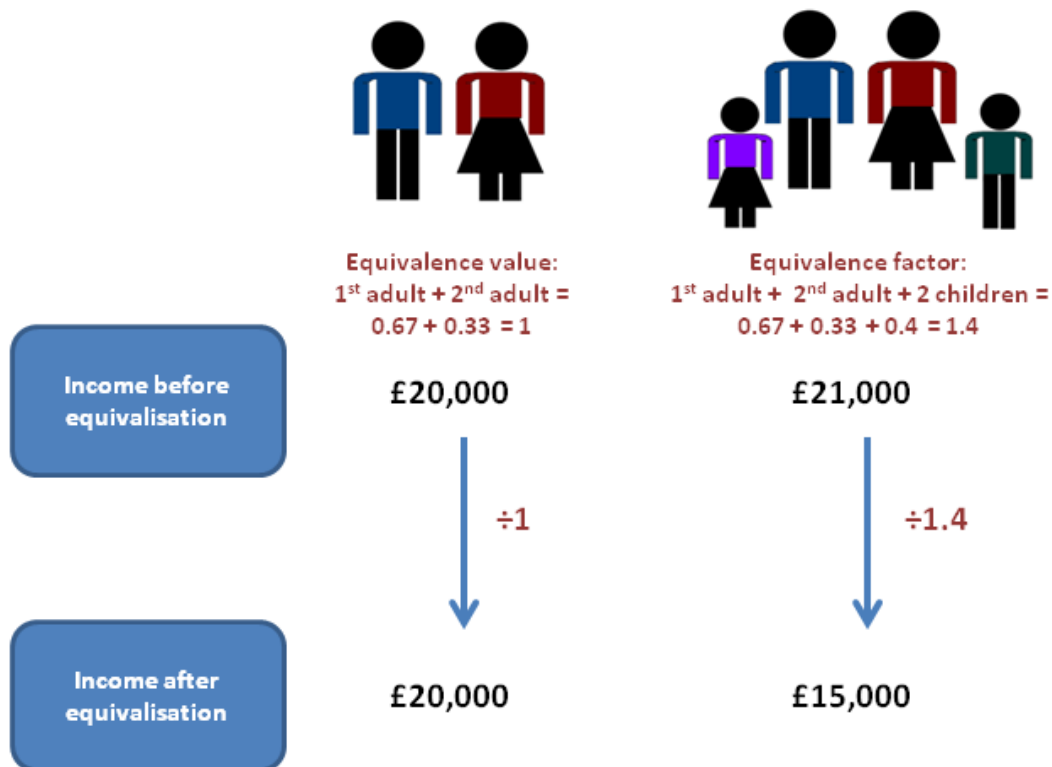 Equivalence value:
1st adult + 2nd adult =
0.67 + 0.33 = 1
Equivalence factor:
1st adult + 2nd adult + 2 children =
0.67 + 0.33 + 0.4 = 1.4
Income before
equivalisation
£20,000
£21,000
÷1
÷1.4
Income after
equivalisation
£20,000
£15,000